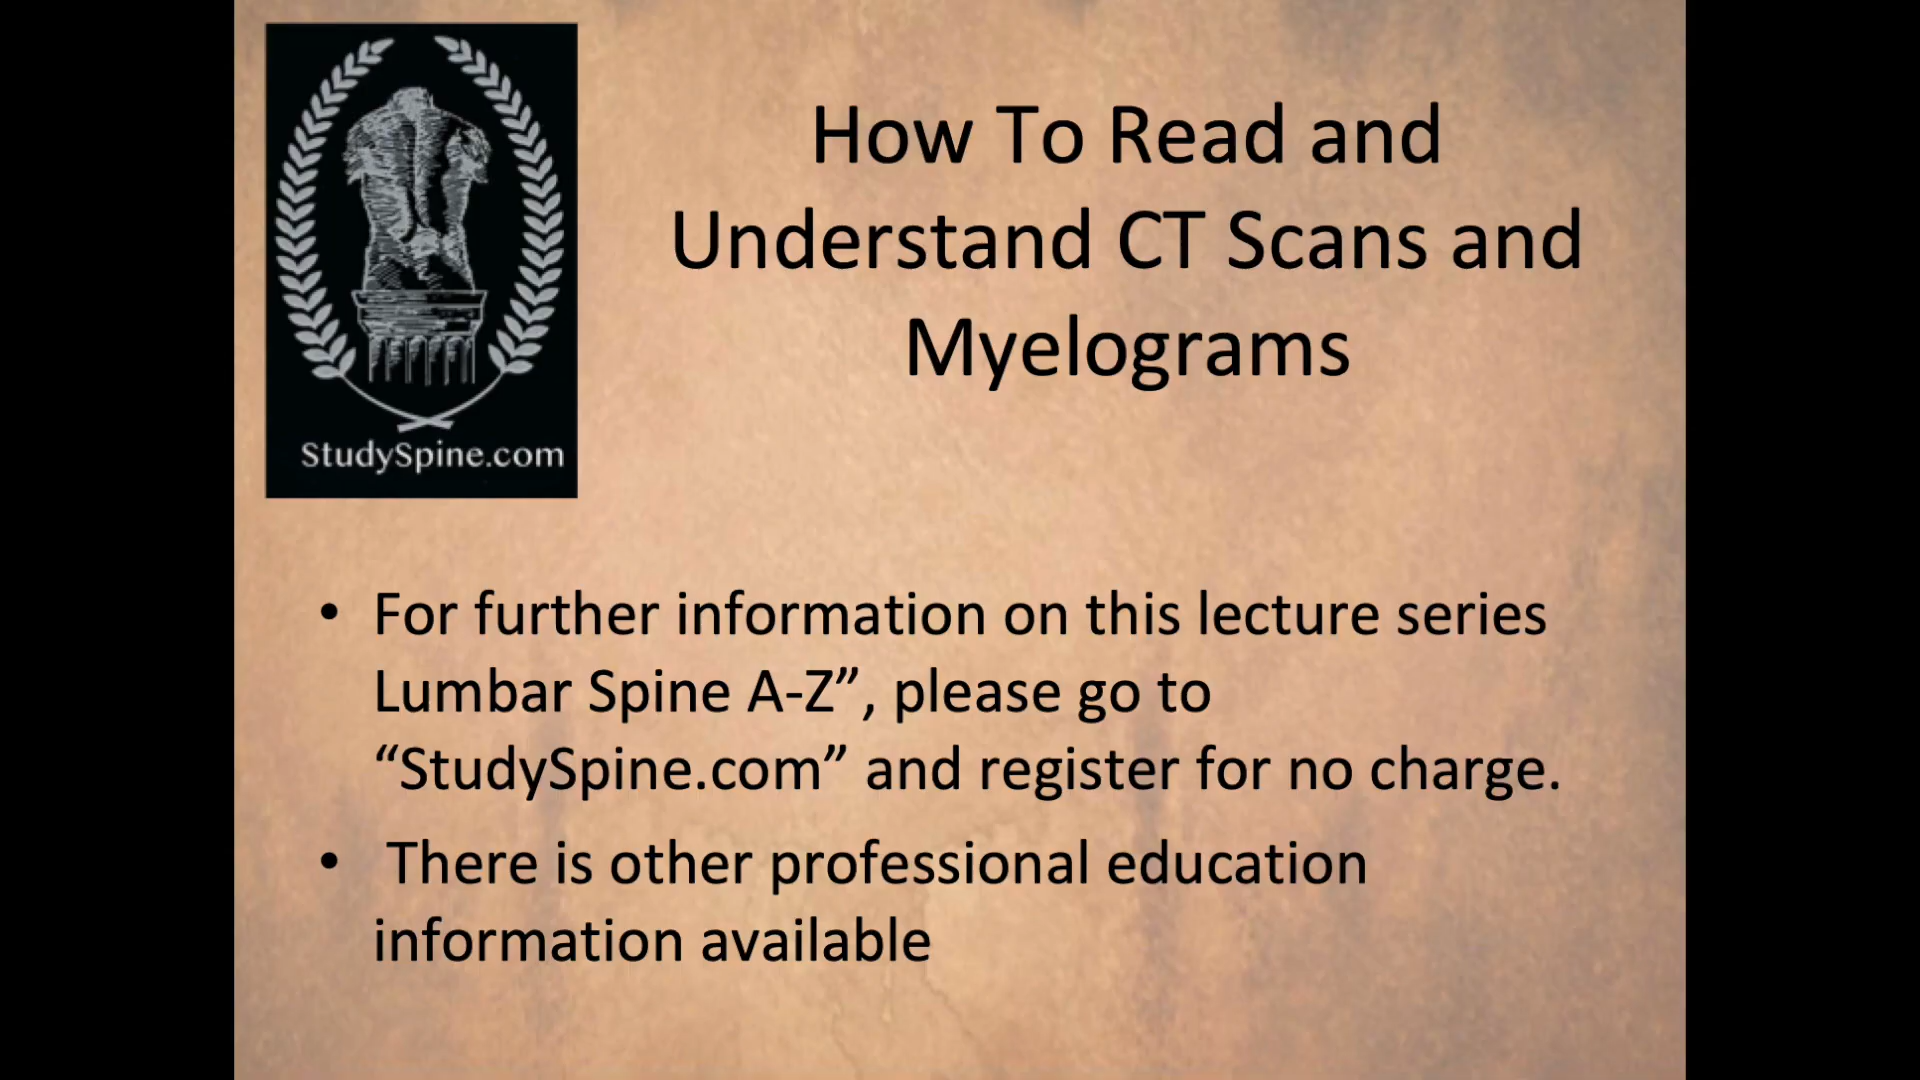 StudySpine.com
How To Read and
Understand CT Scans and
Myelograms
• For further information on this lecture series
Lumbar Spine A-Z”, please go to
“StudySpine.com” and register for no charge.
• There is other professional education
information available